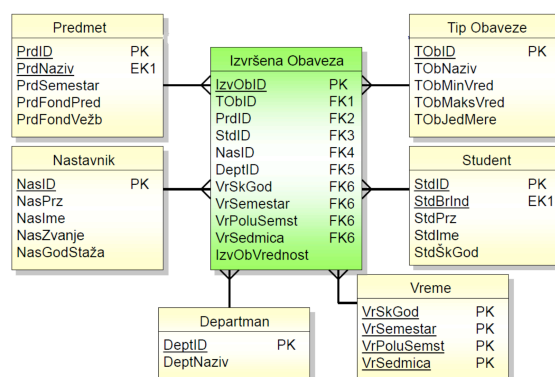 Predmet
PrdID PK
PrdNaziv EK1
PrdSemestar
PrdFondPred
PrdFondVežb
Izvršena Obaveza
IzvObID PK
TObID FK1
PrdID FK2
StdID FK3
NasID FK4
DeptID FK5
VrSkGod FK6
VrSemestar FK6
VrPoluSemst FK6
VrSedmica FK6
IzvObVrednost
Tip Obaveze
TObID PK
TObNaziv
TObMinVred
TObMaksVred
TObJedMere
Nastavnik
NasID PK
NasPrz
NasIme
NasZvanje
NasGodStaža
Student
StdID PK
StdBrInd EK1
StdPrz
StdIme
StdŠkGod
Departman
DeptID PK
DeptNaziv
Vreme
VrSkGod PK
VrSemestar PK
VrPoluSemst PK
VrSedmica PK